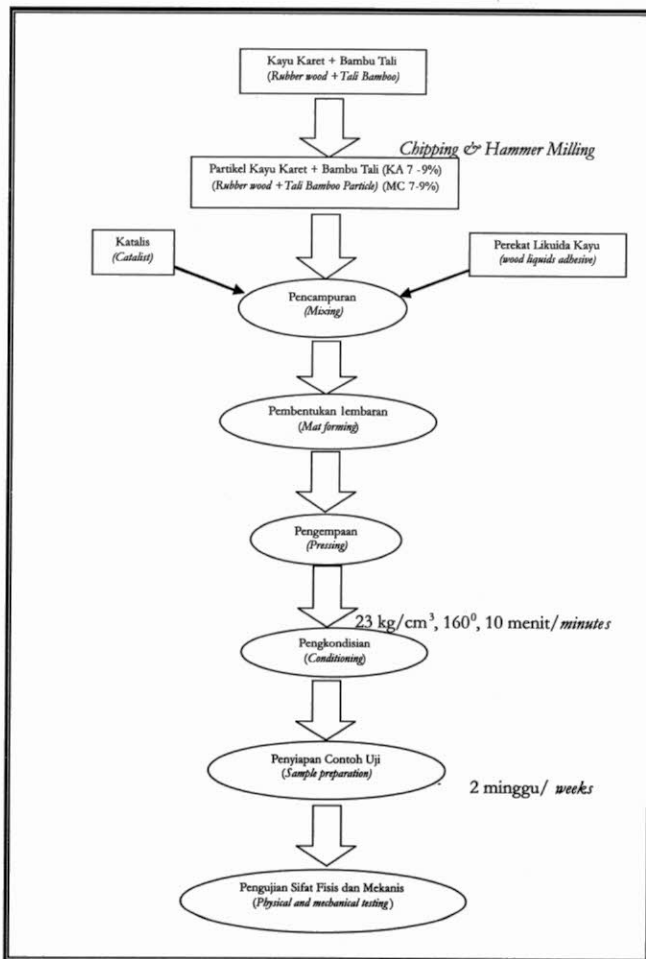 Kayu Karet + Bambu Tali
(Rubber wood + Tali Bamboo)
Chipping & Hammer Milling
Partikel Kayu Karet + Bambu Tali (KA 7 -9%)
(Rubber wood + Tali Bamboo Particle) (MC 7-9%)
Katalis
(Catalist)
Perekat Likuida Kayu
(wood liquids adhesive)
Pencampuran
(Mixing)
Pembentukan lembaran
(Mat forming)
Pengempaan
(Pressing)
23 kg/cm³, 160⁰, 10 menit/minutes
Pengkondisian
(Conditioning)
Penyiapan Contoh Uji
(Sample preparation)
2 minggu/ weeks
Pengujian Sifat Fisis dan Mekanis
(Physical and mechanical testing)